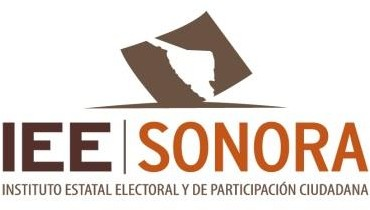 IEE | SONORA
INSTITUTO ESTATAL ELECTORAL Y DE PARTICIPACIÓN CIUDADANA